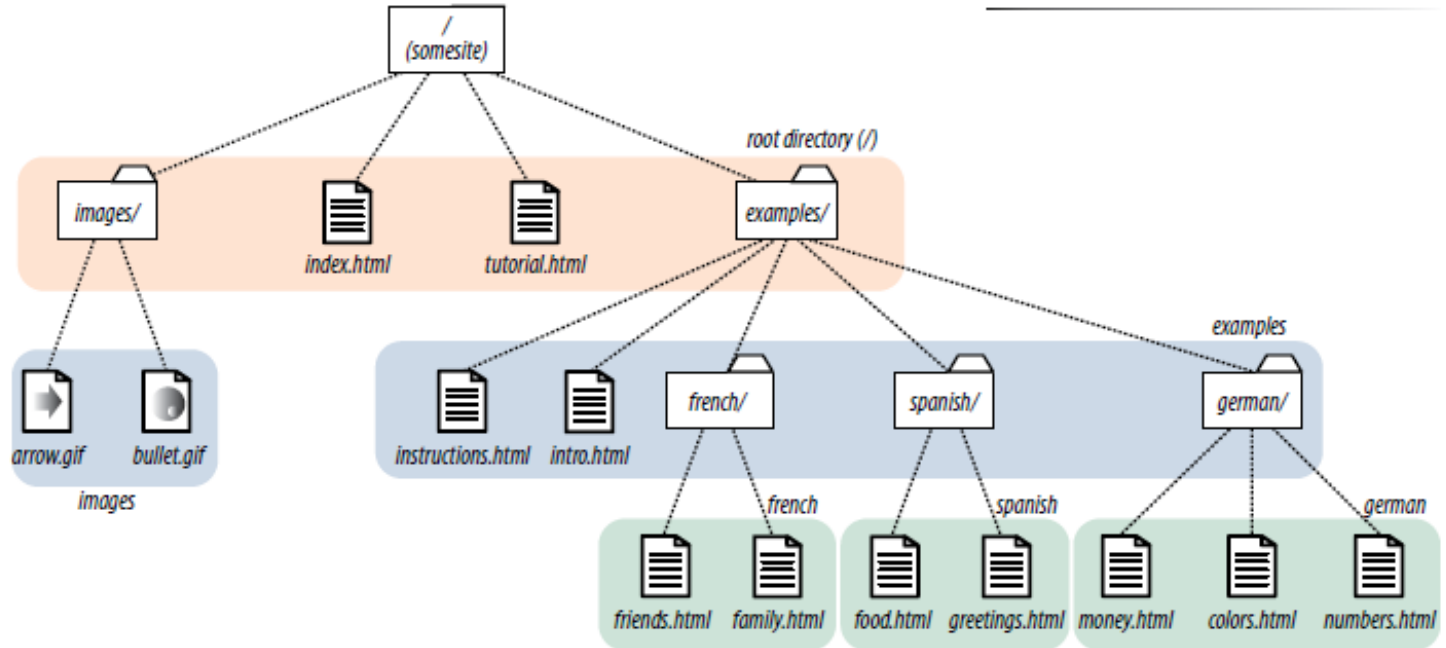 /
(somesite)
root directory (/)
images/
examples/
index.html
tutorial.html
examples
french/
spanish/
german/
arrow.gif
bullet.gif
instructions.html
intro.html
images
french
spanish
german
friends.html
family.html
food.html
greetings.html
money.html
colors.html
numbers.html